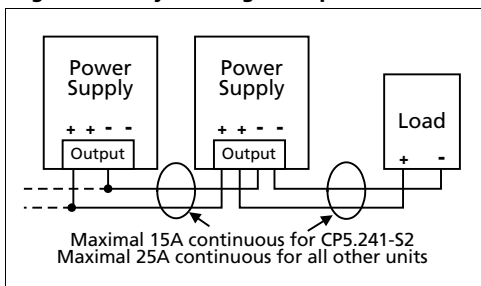 Power Supply
+ + - -
Output
Power Supply
+ + - -
Output
Load
+ -
Maximal 15A continuous for CP5.241-S2
Maximal 25A continuous for all other units